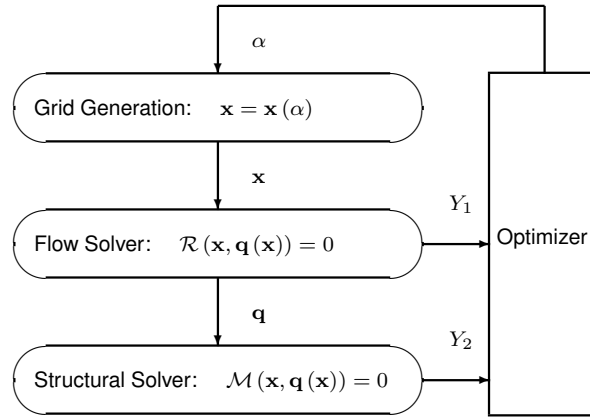 α
Grid Generation: x = x (α)
x
Flow Solver: R (x, q (x)) = 0
Y₁
Optimizer
q
Structural Solver: M (x, q (x)) = 0
Y₂